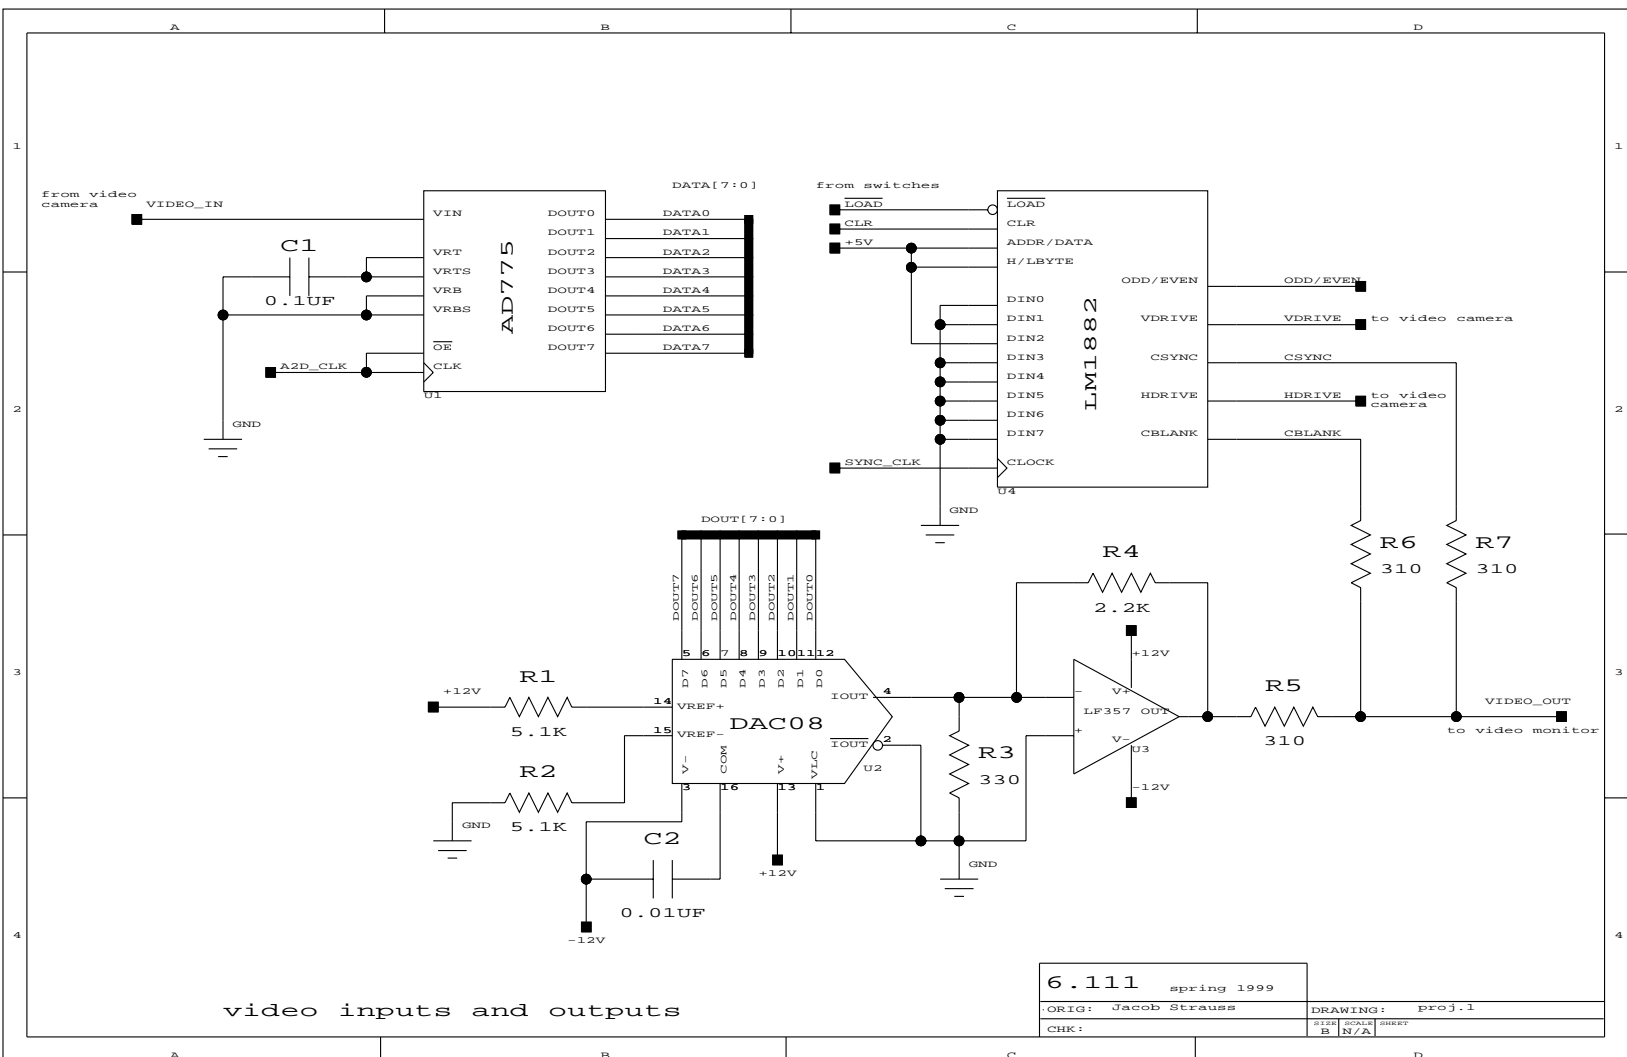 A B C D
1 1
from video
camera
VIDEO_IN
DATA[7:0]
from switches
VIN
VRT
VRTS
VRB
VRBS
OE
CLK
AD775
DOUT0
DOUT1
DOUT2
DOUT3
DOUT4
DOUT5
DOUT6
DOUT7
U1
DATA0
DATA1
DATA2
DATA3
DATA4
DATA5
DATA6
DATA7
C1
0.1UF
A2D_CLK
GND
LOAD
CLR
+5V
SYNC_CLK
LOAD
CLR
ADDR/DATA
H/LBYTE
DIN0
DIN1
DIN2
DIN3
DIN4
DIN5
DIN6
DIN7
CLOCK
LM1882
ODD/EVEN
VDRIVE
CSYNC
HDRIVE
CBLANK
U4
GND
ODD/EVEN
VDRIVE
to video camera
CSYNC
HDRIVE
to video
camera
CBLANK
2 2
R6
310
R7
310
DOUT[7:0]
DOUT7
DOUT6
DOUT5
DOUT4
DOUT3
DOUT2
DOUT1
DOUT0
5 6 7 8 9 10 11 12
D7 D6 D5 D4 D3 D2 D1 D0
3 3
+12V
R1
5.1K
14
VREF+
15
VREF-
DAC08
IOUT
4
IOUT
2
U2
V-
COM
V+
VLC
3 16 13 1
R2
5.1K
GND
C2
0.01UF
-12V
+12V
R3
330
GND
R4
2.2K
+12V
V+
-
LF357 OUT
+
V-
U3
-12V
R5
310
VIDEO_OUT
to video monitor
4 4
video inputs and outputs
6.111 spring 1999
ORIG: Jacob Strauss
DRAWING: proj.1
CHK:
SIZE SCALE SHEET
B N/A
A B C D